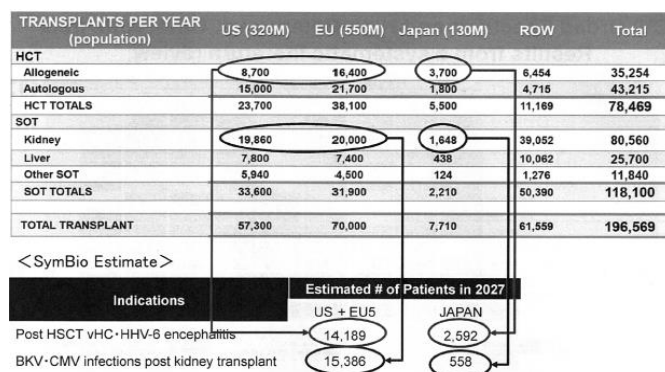 TRANSPLANTS PER YEAR (population) US (320M) EU (550M) Japan (130M) ROW Total
HCT
Allogeneic 8,700 16,400 3,700 6,454 35,254
Autologous 15,000 21,700 1,800 4,715 43,215
HCT TOTALS 23,700 38,100 5,500 11,169 78,469
SOT
Kidney 19,860 20,000 1,648 39,052 80,560
Liver 7,800 7,400 438 10,062 25,700
Other SOT 5,940 4,500 124 1,276 11,840
SOT TOTALS 33,600 31,900 2,210 50,390 118,100
TOTAL TRANSPLANT 57,300 70,000 7,710 61,559 196,569
<SymBio Estimate>
Indications Estimated # of Patients in 2027
US + EU5 JAPAN
Post HSCT vHC・HHV-6 encephalitis 14,189 2,592
BKV・CMV infections post kidney transplant 15,386 558